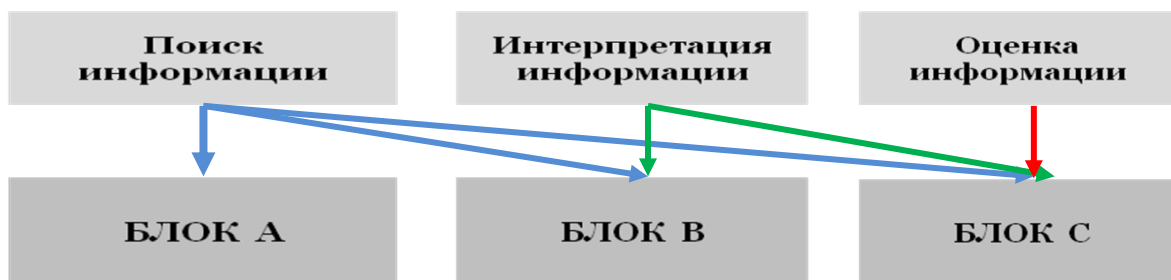 Поиск
информации
Интерпретация
информации
Оценка
информации
БЛОК А
БЛОК В
БЛОК С